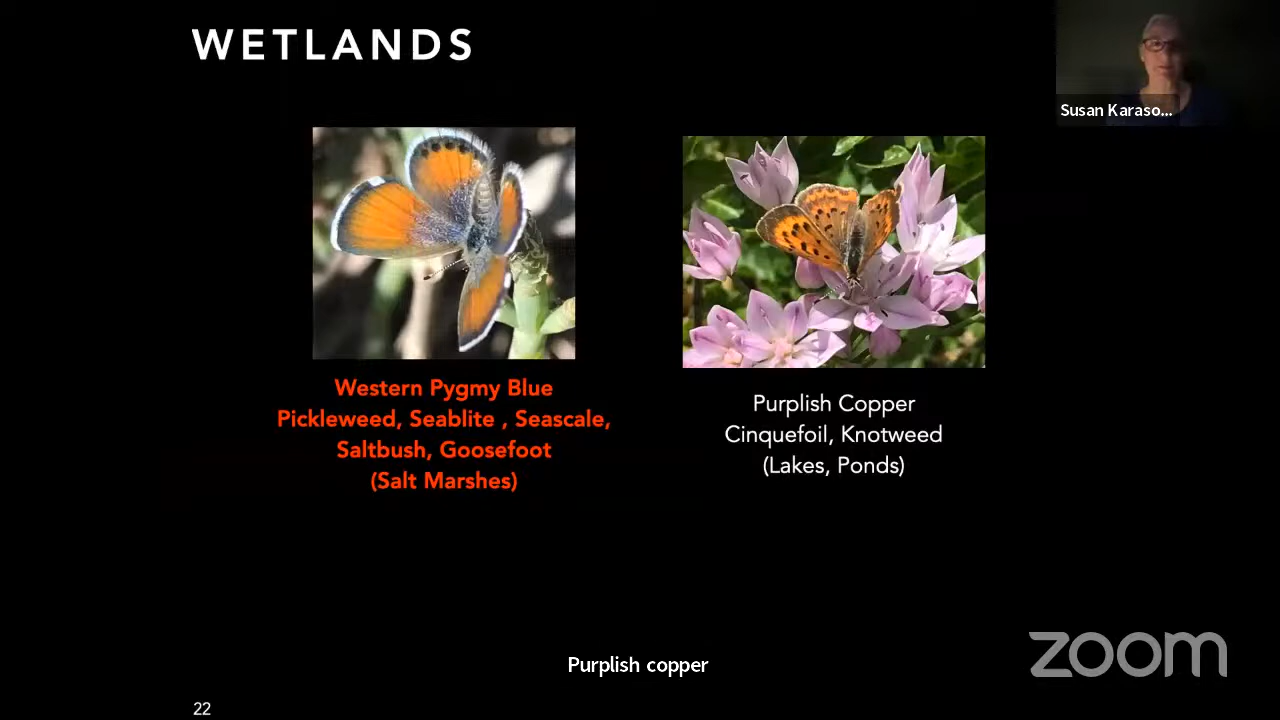 WETLANDS
Susan Karaso...
Western Pygmy Blue
Pickleweed, Seablite , Seascale,
Saltbush, Goosefoot
(Salt Marshes)
Purplish Copper
Cinquefoil, Knotweed
(Lakes, Ponds)
Purplish copper
zoom
22